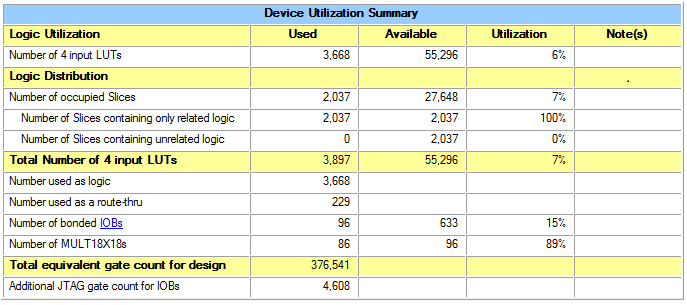 Device Utilization Summary
Logic Utilization Used Available Utilization Note(s)
Number of 4 input LUTs 3,668 55,296 6%
Logic Distribution .
Number of occupied Slices 2,037 27,648 7%
Number of Slices containing only related logic 2,037 2,037 100%
Number of Slices containing unrelated logic 0 2,037 0%
Total Number of 4 input LUTs 3,897 55,296 7%
Number used as logic 3,668
Number used as a route-thru 229
Number of bonded IOBs 96 633 15%
Number of MULT18X18s 86 96 89%
Total equivalent gate count for design 376,541
Additional JTAG gate count for IOBs 4,608